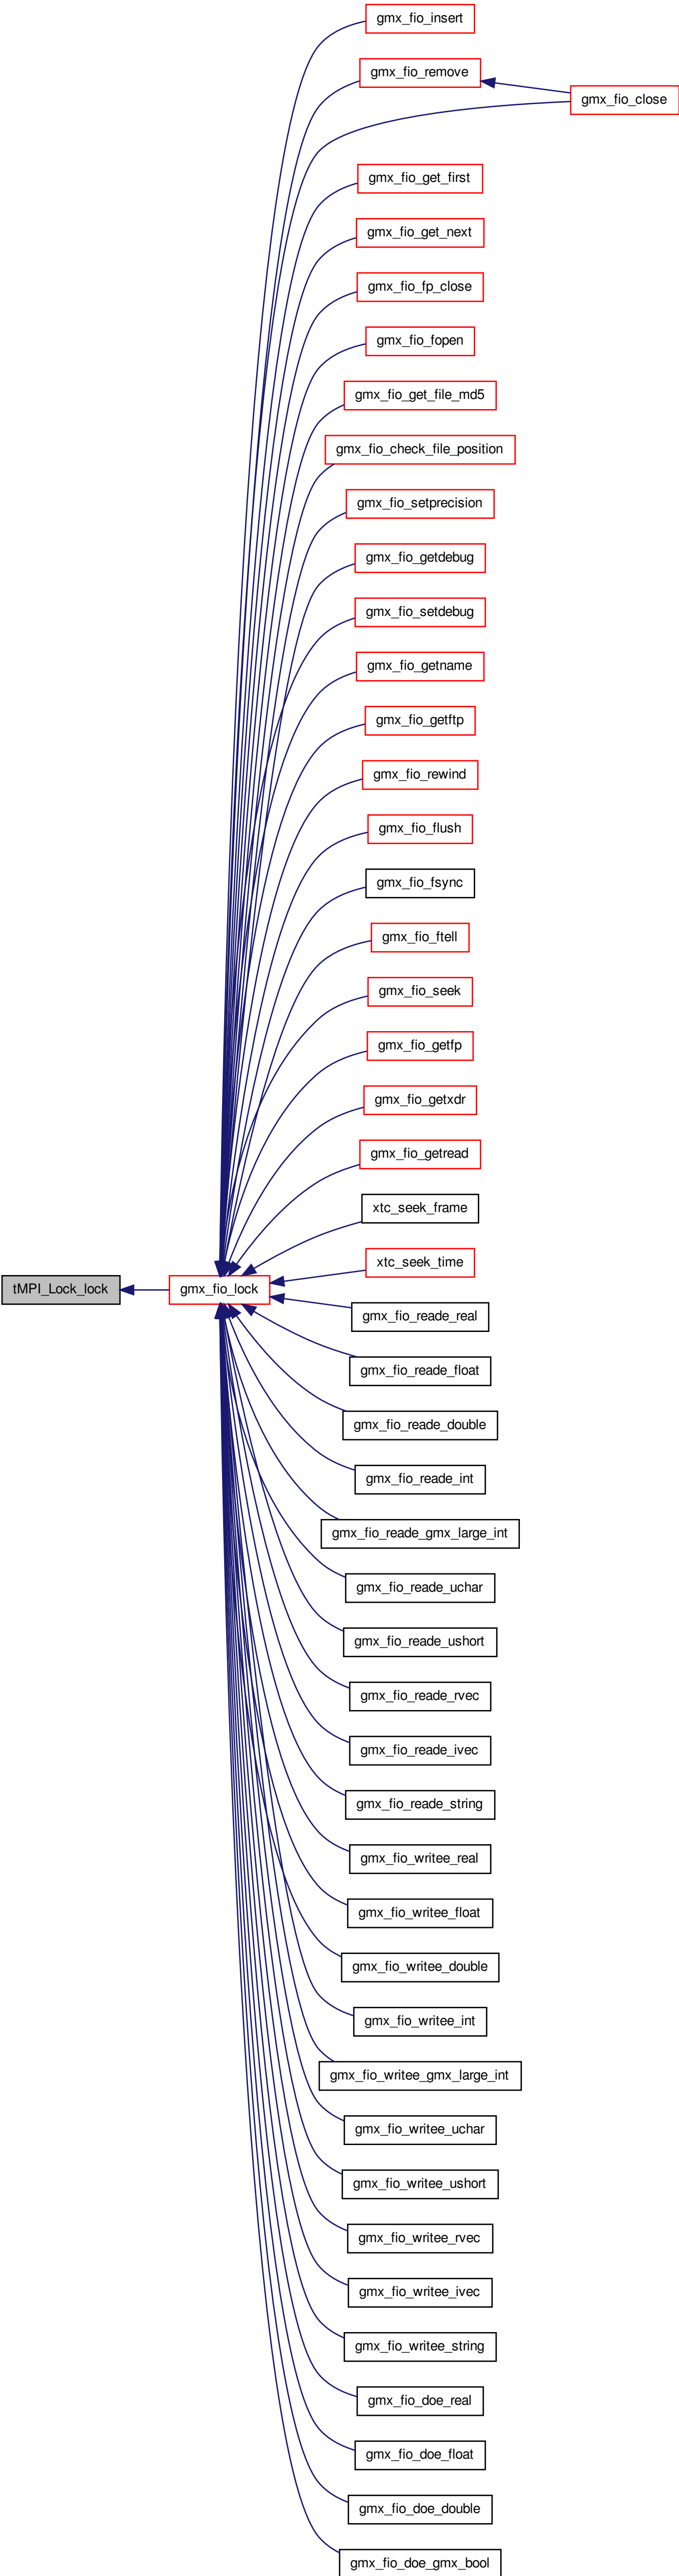 gmx_fio_insert
gmx_fio_remove
gmx_fio_close
gmx_fio_get_first
gmx_fio_get_next
gmx_fio_fp_close
gmx_fio_fopen
gmx_fio_get_file_md5
gmx_fio_check_file_position
gmx_fio_setprecision
gmx_fio_getdebug
gmx_fio_setdebug
gmx_fio_getname
gmx_fio_getftp
gmx_fio_rewind
gmx_fio_flush
gmx_fio_fsync
gmx_fio_ftell
gmx_fio_seek
gmx_fio_getfp
gmx_fio_getxdr
gmx_fio_getread
xtc_seek_frame
xtc_seek_time
tMPI_Lock_lock
gmx_fio_lock
gmx_fio_reade_real
gmx_fio_reade_float
gmx_fio_reade_double
gmx_fio_reade_int
gmx_fio_reade_gmx_large_int
gmx_fio_reade_uchar
gmx_fio_reade_ushort
gmx_fio_reade_rvec
gmx_fio_reade_ivec
gmx_fio_reade_string
gmx_fio_writee_real
gmx_fio_writee_float
gmx_fio_writee_double
gmx_fio_writee_int
gmx_fio_writee_gmx_large_int
gmx_fio_writee_uchar
gmx_fio_writee_ushort
gmx_fio_writee_rvec
gmx_fio_writee_ivec
gmx_fio_writee_string
gmx_fio_doe_real
gmx_fio_doe_float
gmx_fio_doe_double
gmx_fio_doe_gmx_bool